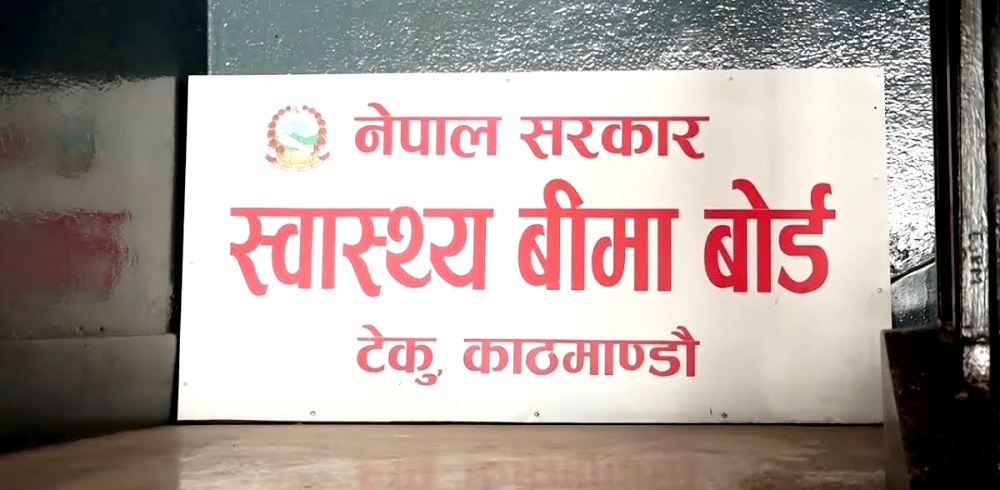 नेपाल सरकार
स्वास्थ्य बीमा बोर्ड
टेकु, काठमाण्डौ